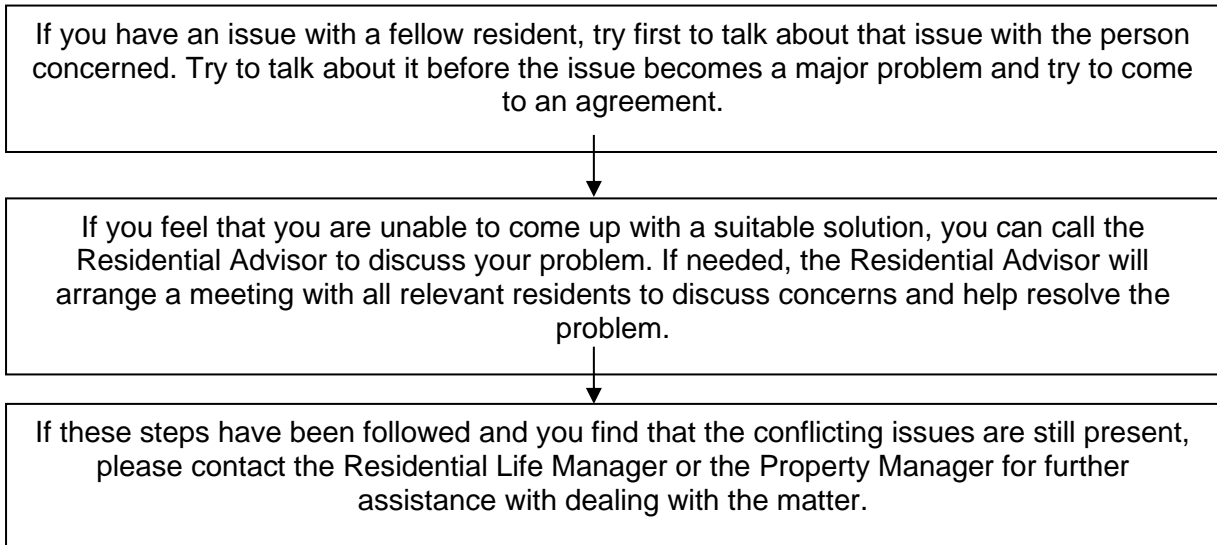 If you have an issue with a fellow resident, try first to talk about that issue with the person
concerned. Try to talk about it before the issue becomes a major problem and try to come
to an agreement.
If you feel that you are unable to come up with a suitable solution, you can call the
Residential Advisor to discuss your problem. If needed, the Residential Advisor will
arrange a meeting with all relevant residents to discuss concerns and help resolve the
problem.
If these steps have been followed and you find that the conflicting issues are still present,
please contact the Residential Life Manager or the Property Manager for further
assistance with dealing with the matter.